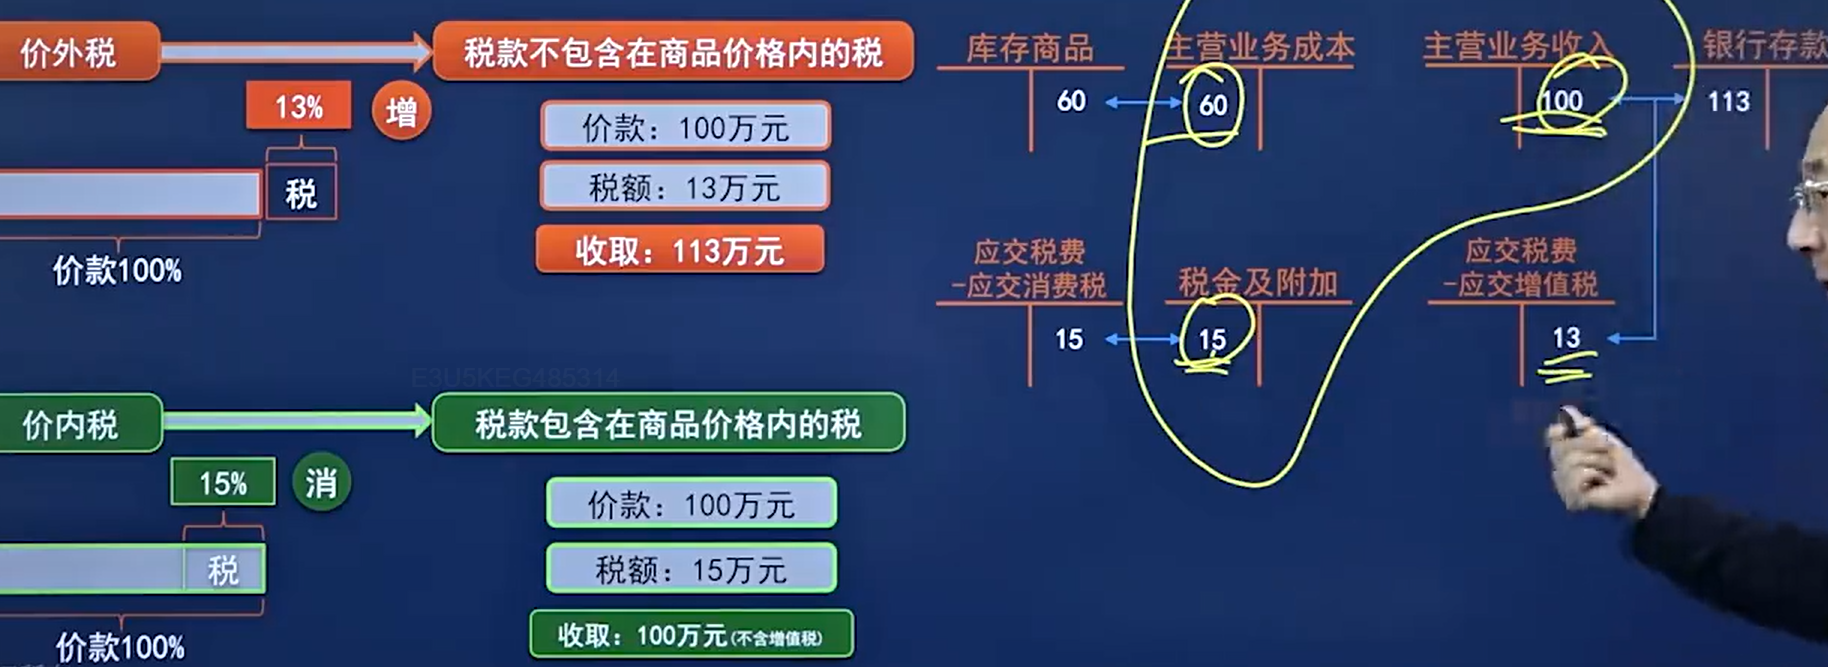 价外税
税款不包含在商品价格内的税
13%
增
税
价款100%
价款：100万元
税额：13万元
收取：113万元
价内税
税款包含在商品价格内的税
15%
消
税
价款100%
价款：100万元
税额：15万元
收取：100万元(不含增值税)
E3U5KEG485314
库存商品
60
主营业务成本
60
主营业务收入
100
银行存款
113
应交税费
-应交消费税
15
税金及附加
15
应交税费
-应交增值税
13